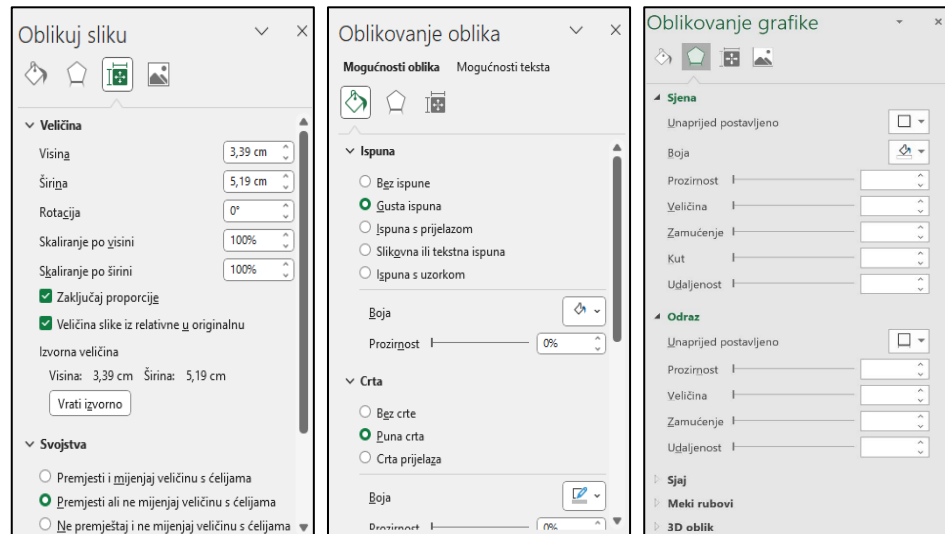 Oblikuj sliku
Veličina
Visina
3,39 cm
Širina
5,19 cm
Rotacija
0°
Skaliranje po visini
100%
Skaliranje po širini
100%
Zaključaj proporcije
Veličina slike iz relativne u originalnu
Izvorna veličina
Visina: 3,39 cm Širina: 5,19 cm
Vrati izvorno
Svojstva
Premjesti i mijenjaj veličinu s ćelijama
Premjesti ali ne mijenjaj veličinu s ćelijama
Ne premještaj i ne mijenjaj veličinu s ćelijama
Oblikovanje oblika
Mogućnosti oblika Mogućnosti teksta
Ispuna
Bez ispune
Gusta ispuna
Ispuna s prijelazom
Slikovna ili tekstna ispuna
Ispuna s uzorkom
Boja
Prozirnost
0%
Crta
Bez crte
Puna crta
Crta prijelaza
Boja
Prozirnost
0%
Oblikovanje grafike
Sjena
Unaprijed postavljeno
Boja
Prozirnost
Veličina
Zamućenje
Kut
Udaljenost
Odraz
Unaprijed postavljeno
Prozirnost
Veličina
Zamućenje
Udaljenost
Sjaj
Meki rubovi
3D oblik